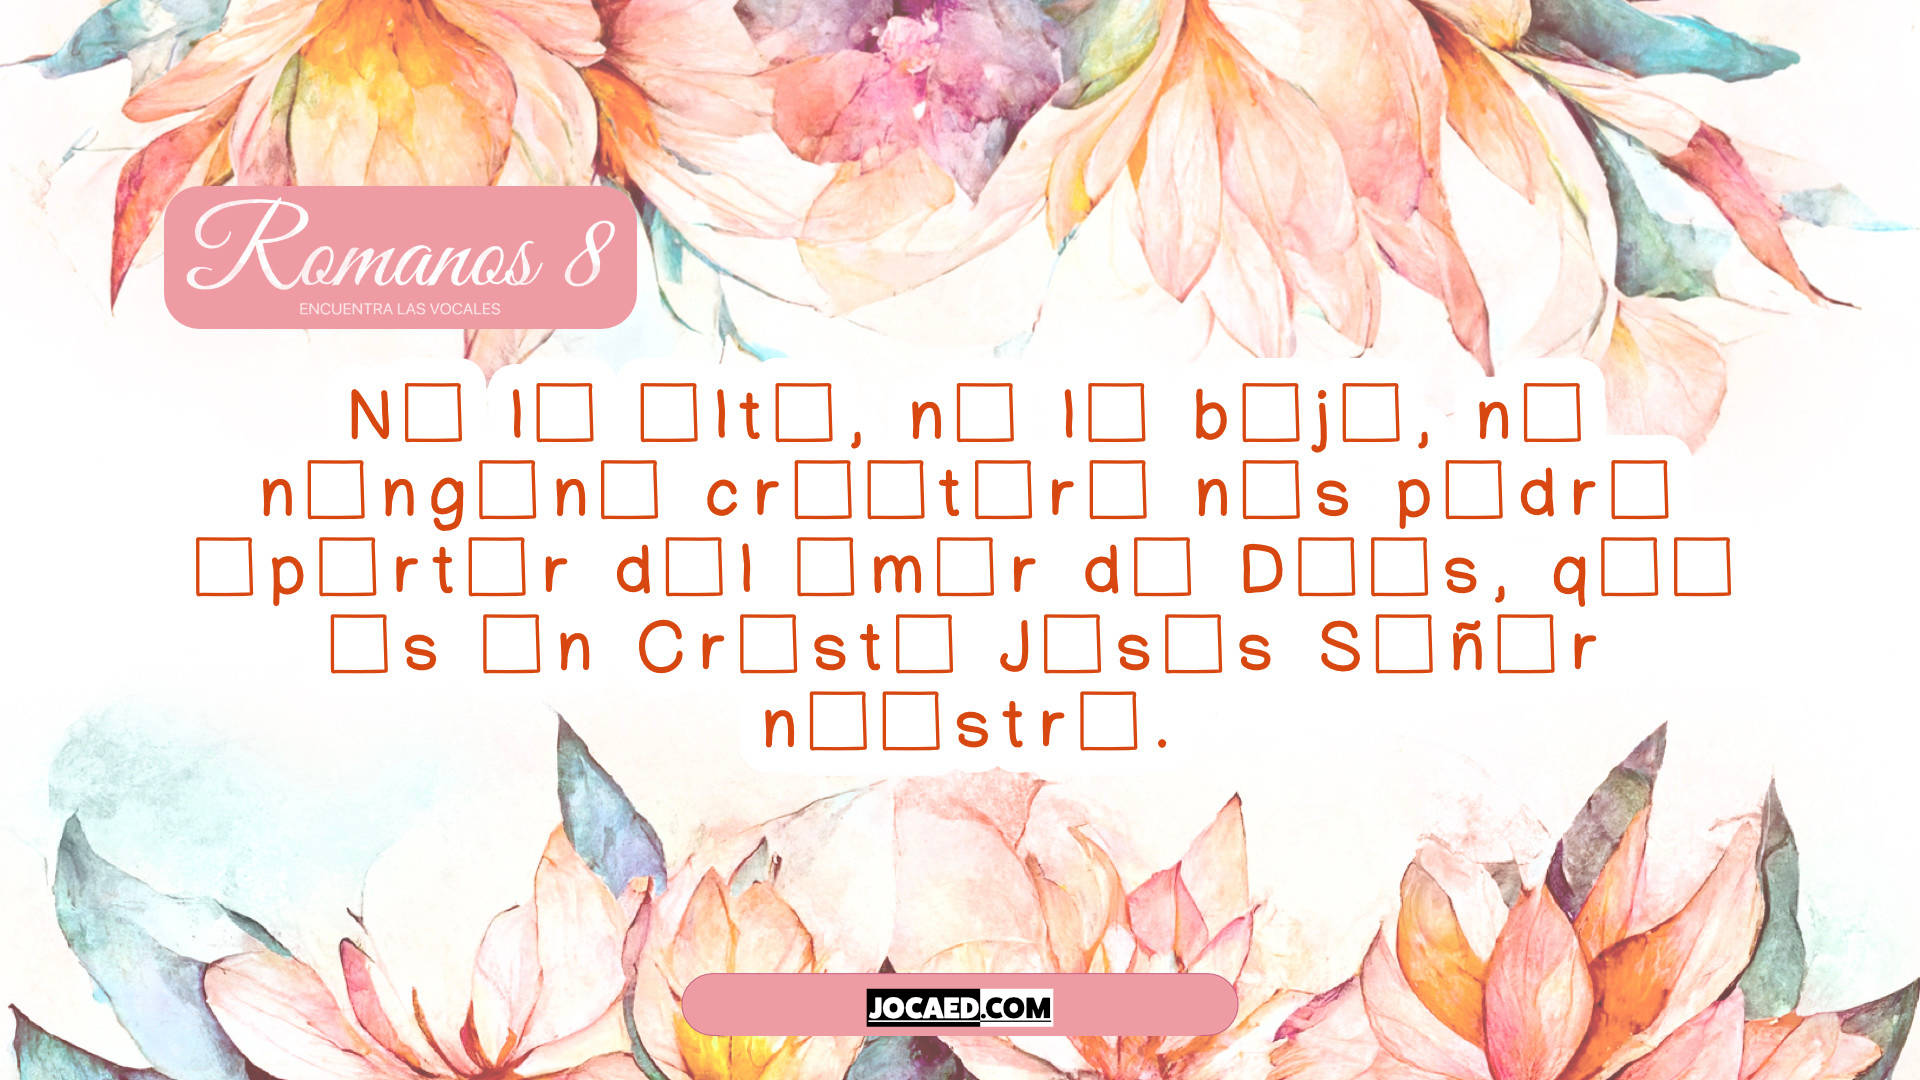 Romanos 8
ENCUENTRA LAS VOCALES
N□ l□ □lt□, n□ l□ b□j□, n□
n□ng□n□ cr□□t□r□ n□s p□dr□
□p□rt□r d□l □m□r d□ D□□s, q□□
□s □n Cr□st□ J□s□s S□ñ□r
n□□str□.
JOCAED.COM